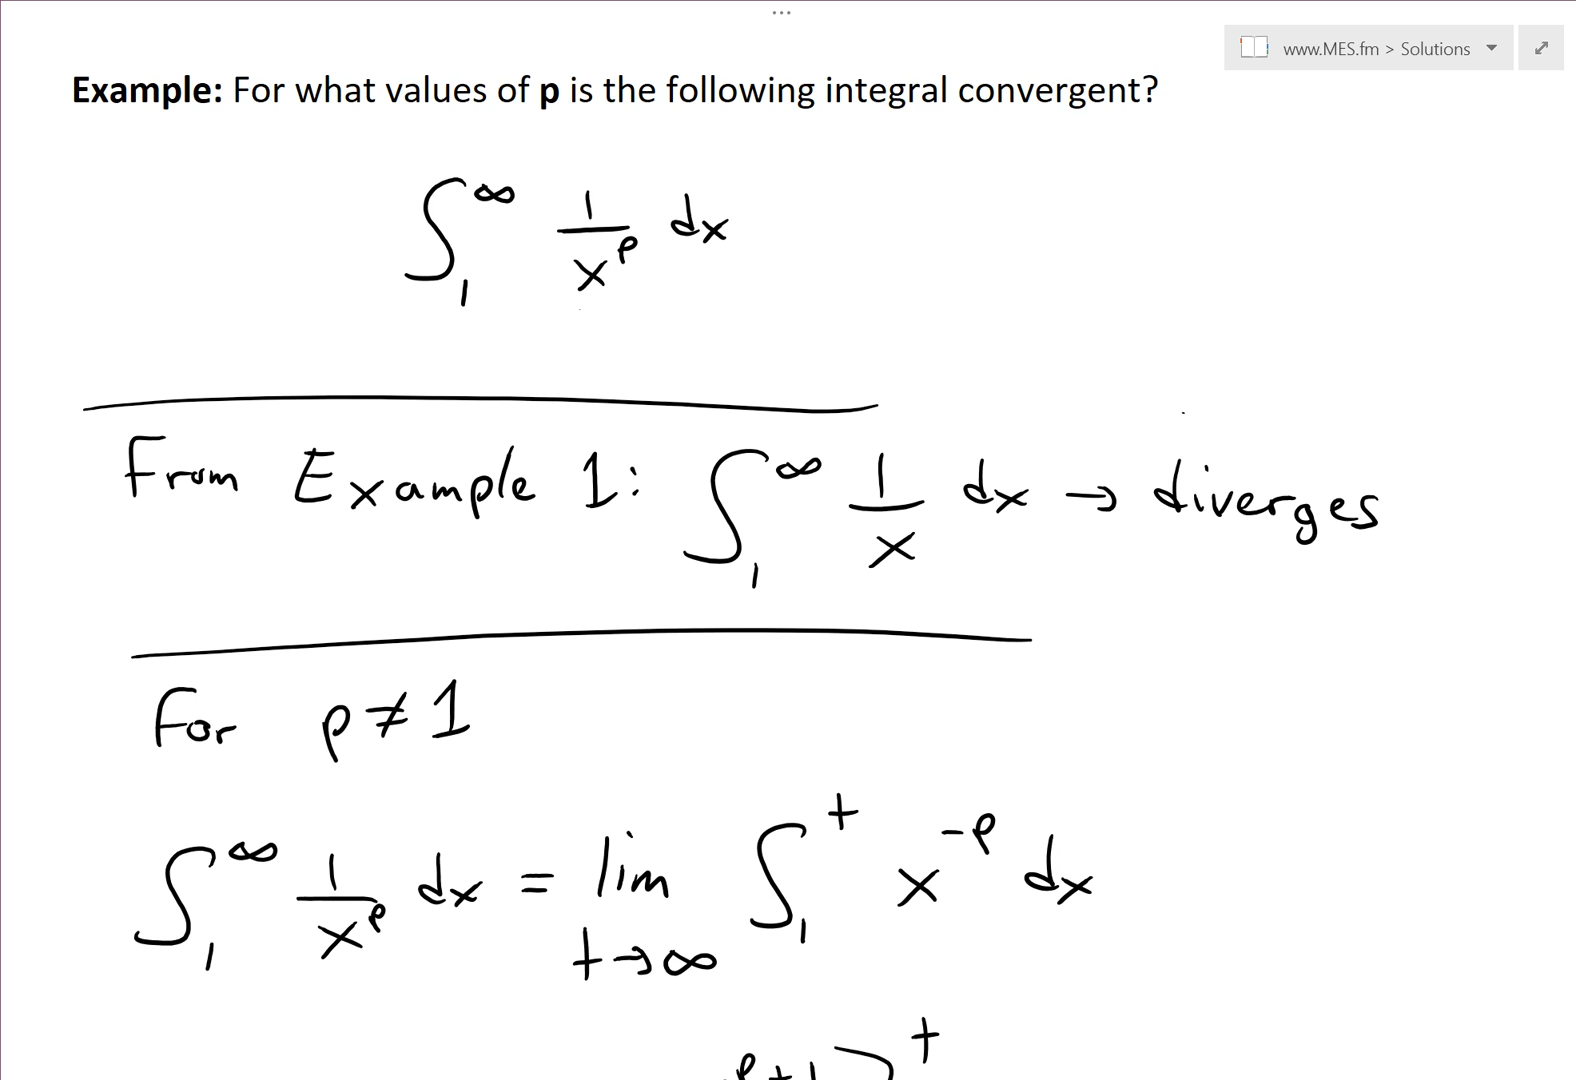 www.MES.fm > Solutions
Example: For what values of p is the following integral convergent?
∫₁^∞ 1/x^p dx
From Example 1: ∫₁^∞ 1/x dx → diverges
For p ≠ 1
∫₁^∞ 1/x^p dx = lim t→∞ ∫₁^t x^-p dx